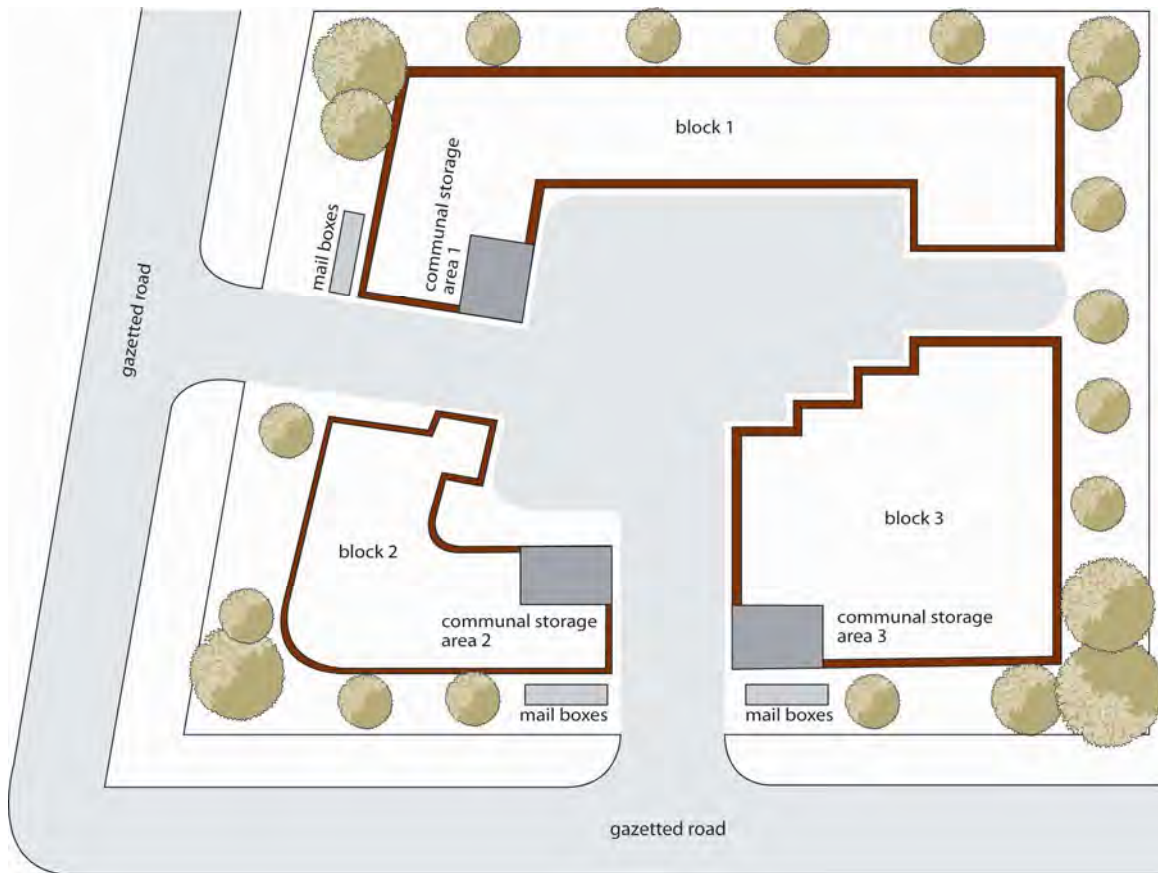 block 1
communal storage
area 1
mail boxes
gazetted road
block 2
block 3
communal storage
area 2
communal storage
area 3
mail boxes
mail boxes
gazetted road